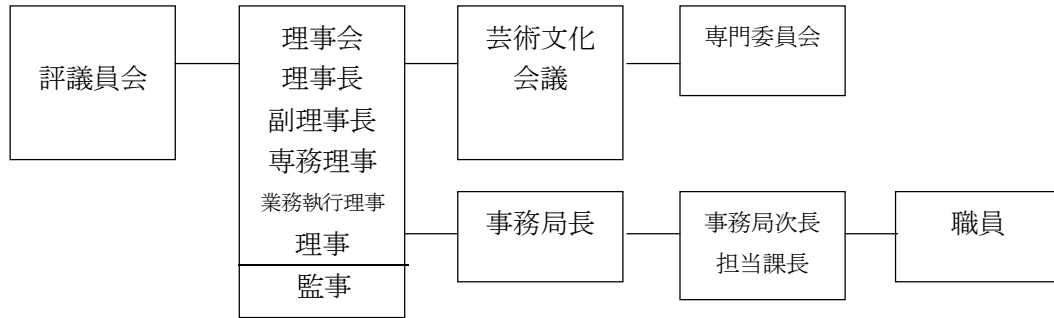 評議員会
理事会
理事長
副理事長
専務理事
業務執行理事
理事
監事
芸術文化
会議
専門委員会
事務局長
事務局次長
担当課長
職員